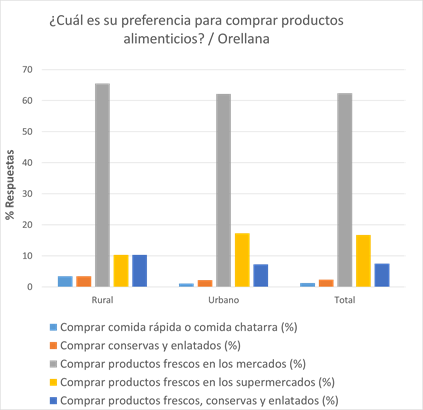 ¿Cuál es su preferencia para comprar productos
alimenticios? / Orellana
70
60
50
40
30
20
10
0
% Respuestas
Rural
Urbano
Total
Comprar comida rápida o comida chatarra (%)
Comprar conservas y enlatados (%)
Comprar productos frescos en los mercados (%)
Comprar productos frescos en los supermercados (%)
Comprar productos frescos, conservas y enlatados (%)